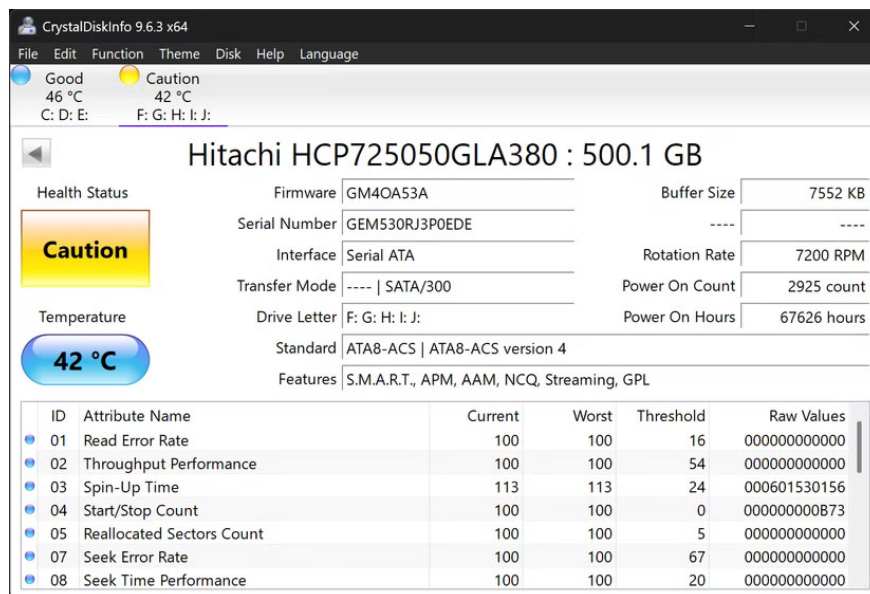 CrystalDiskInfo 9.6.3 x64
File Edit Function Theme Disk Help Language
Good Caution
46 °C 42 °C
C: D: E: F: G: H: I: J:
Hitachi HCP725050GLA380 : 500.1 GB
Health Status
Caution
Temperature
42 °C
Firmware GM4OA53A Buffer Size 7552 KB
Serial Number GEM530RJ3P0EDE ---- ----
Interface Serial ATA Rotation Rate 7200 RPM
Transfer Mode ---- | SATA/300 Power On Count 2925 count
Drive Letter F: G: H: I: J: Power On Hours 67626 hours
Standard ATA8-ACS | ATA8-ACS version 4
Features S.M.A.R.T., APM, AAM, NCQ, Streaming, GPL
ID Attribute Name Current Worst Threshold Raw Values
01 Read Error Rate 100 100 16 000000000000
02 Throughput Performance 100 100 54 000000000000
03 Spin-Up Time 113 113 24 000601530156
04 Start/Stop Count 100 100 0 000000000B73
05 Reallocated Sectors Count 100 100 5 000000000000
07 Seek Error Rate 100 100 67 000000000000
08 Seek Time Performance 100 100 20 000000000000